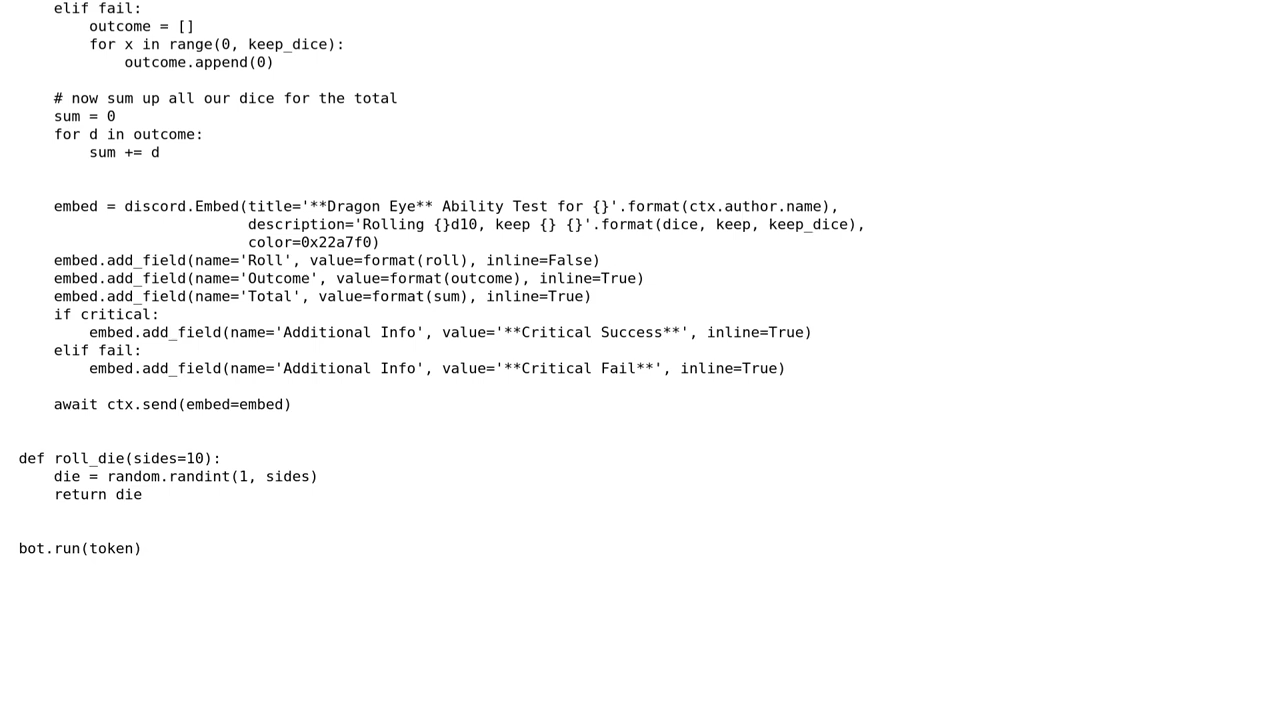 elif fail:
        outcome = []
        for x in range(0, keep_dice):
            outcome.append(0)

    # now sum up all our dice for the total
    sum = 0
    for d in outcome:
        sum += d


    embed = discord.Embed(title='**Dragon Eye** Ability Test for {}'.format(ctx.author.name),
                          description='Rolling {}d10, keep {} {}'.format(dice, keep, keep_dice),
                          color=0x22a7f0)
    embed.add_field(name='Roll', value=format(roll), inline=False)
    embed.add_field(name='Outcome', value=format(outcome), inline=True)
    embed.add_field(name='Total', value=format(sum), inline=True)
    if critical:
        embed.add_field(name='Additional Info', value='**Critical Success**', inline=True)
    elif fail:
        embed.add_field(name='Additional Info', value='**Critical Fail**', inline=True)

    await ctx.send(embed=embed)


def roll_die(sides=10):
    die = random.randint(1, sides)
    return die


bot.run(token)